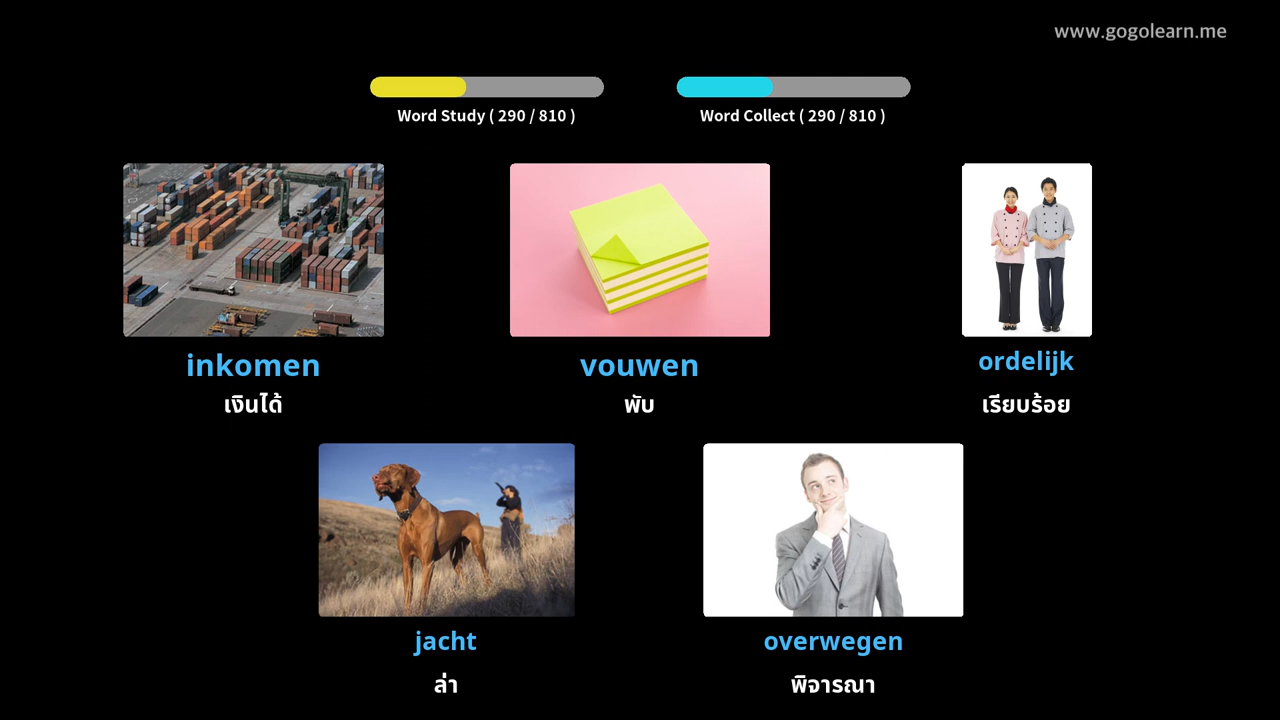 www.gogolearn.me
Word Study ( 290 / 810 )
Word Collect ( 290 / 810 )
inkomen
เงินได้
vouwen
พับ
ordelijk
เรียบร้อย
jacht
ล่า
overwegen
พิจารณา